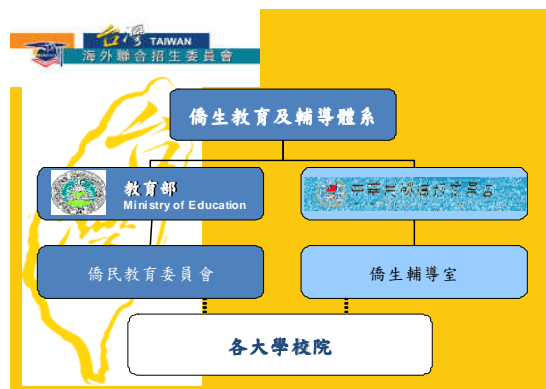 台灣 TAIWAN
海外聯合招生委員會
僑生教育及輔導體系
教育部
Ministry of Education
僑民教育委員會
僑生輔導室
各大學校院